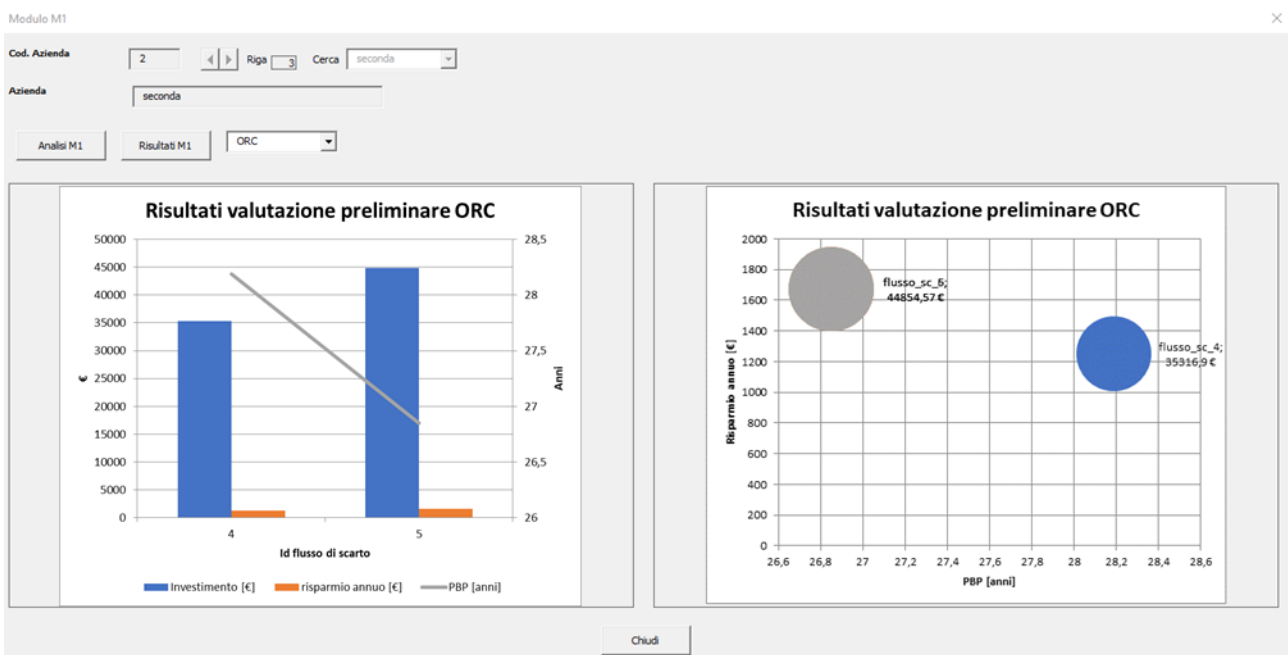 Modulo M1
Cod. Azienda 2 Riga 3 Cerca seconda
Azienda seconda
Analisi M1 Risultati M1 ORC
Risultati valutazione preliminare ORC
50000
45000
40000
35000
30000
25000
20000
15000
10000
5000
0
€
28,5
28
27,5
27
26,5
26
Anni
4 5
Id flusso di scarto
Investimento [€] risparmio annuo [€] PBP [anni]
Risultati valutazione preliminare ORC
2000
1800
1600
1400
1200
1000
800
600
400
200
0
Risparmio annuo [€]
flusso_sc_5;
44854,57 €
flusso_sc_4;
35316,9 €
26,6 26,8 27 27,2 27,4 27,6 27,8 28 28,2 28,4 28,6
PBP [anni]
Chiudi